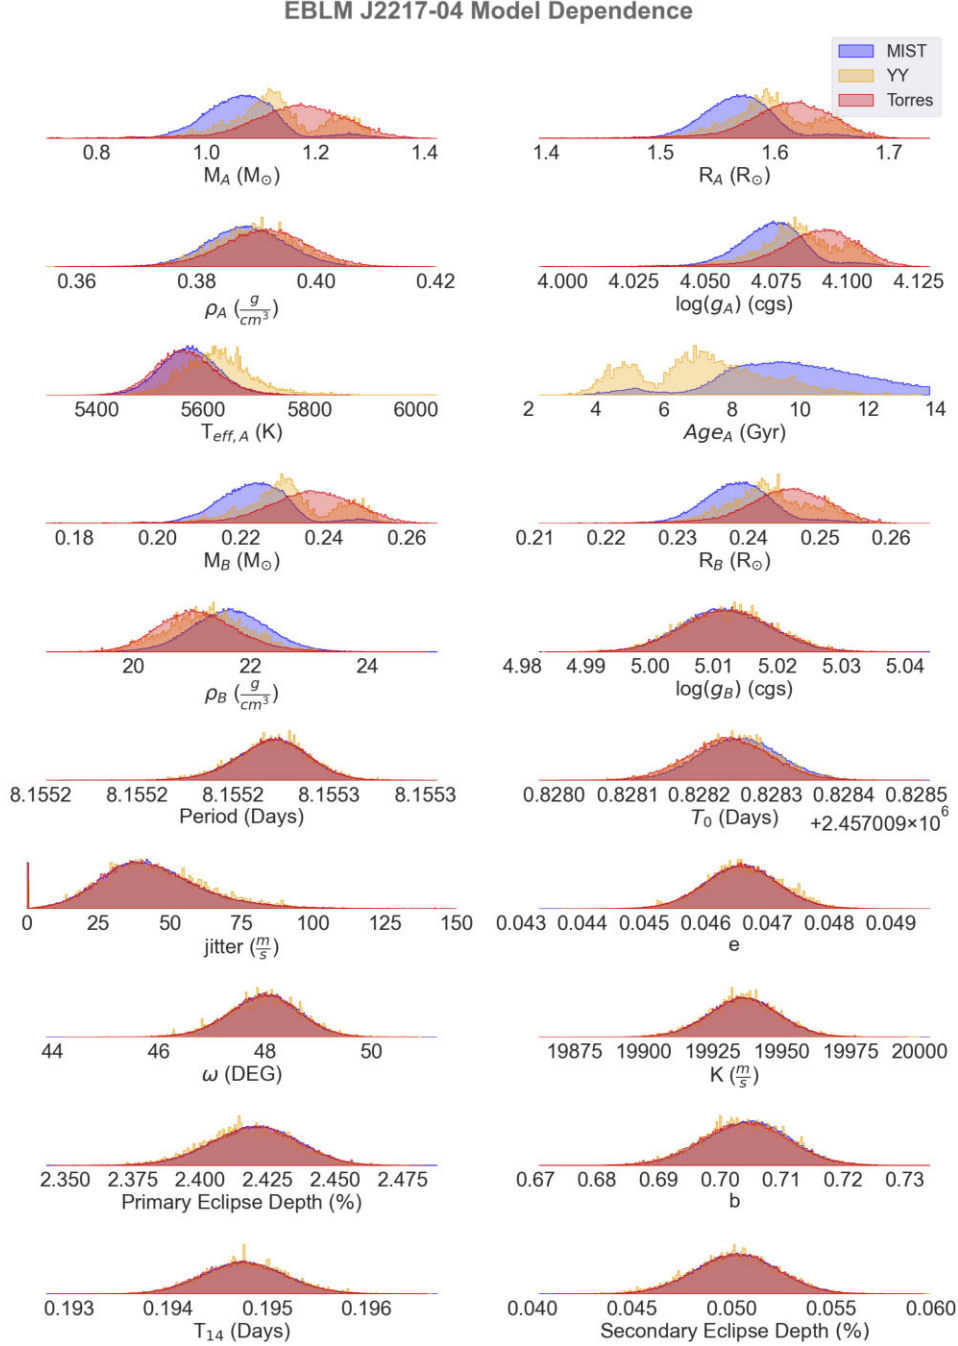 EBLM J2217-04 Model Dependence
MIST
YY
Torres
0.8 1.0 1.2 1.4
M_A (M_⊙)
1.4 1.5 1.6 1.7
R_A (R_⊙)
0.36 0.38 0.40 0.42
ρ_A (g/cm³)
4.000 4.025 4.050 4.075 4.100 4.125
log(g_A) (cgs)
5400 5600 5800 6000
T_eff,A (K)
2 4 6 8 10 12 14
Age_A (Gyr)
0.18 0.20 0.22 0.24 0.26
M_B (M_⊙)
0.21 0.22 0.23 0.24 0.25 0.26
R_B (R_⊙)
20 22 24
ρ_B (g/cm³)
4.98 4.99 5.00 5.01 5.02 5.03 5.04
log(g_B) (cgs)
8.1552 8.1552 8.1552 8.1553 8.1553
Period (Days)
0.8280 0.8281 0.8282 0.8283 0.8284 0.8285
T_0 (Days)
+2.457009×10^6
0 25 50 75 100 125 150
jitter (m/s)
0.043 0.044 0.045 0.046 0.047 0.048 0.049
e
44 46 48 50
ω (DEG)
19875 19900 19925 19950 19975 20000
K (m/s)
2.350 2.375 2.400 2.425 2.450 2.475
Primary Eclipse Depth (%)
0.67 0.68 0.69 0.70 0.71 0.72 0.73
b
0.193 0.194 0.195 0.196
T_14 (Days)
0.040 0.045 0.050 0.055 0.060
Secondary Eclipse Depth (%)